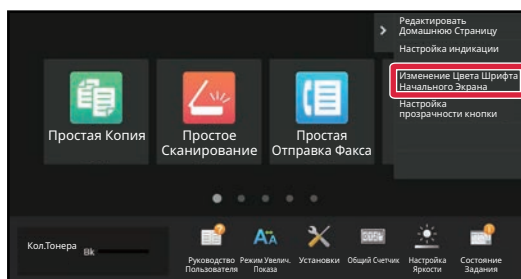 Редактировать
Домашнюю Страницу
Настройка индикации
Изменение Цвета Шрифта
Начального Экрана
Настройка
прозрачности кнопки
Простая Копия
Простое
Сканирование
Простая
Отправка Факса
Кол.Тонера
Bk
Руководство
Пользователя
Режим Увелич.
Показа
Установки
Общий Счетчик
Настройка
Яркости
Состояние
Задания